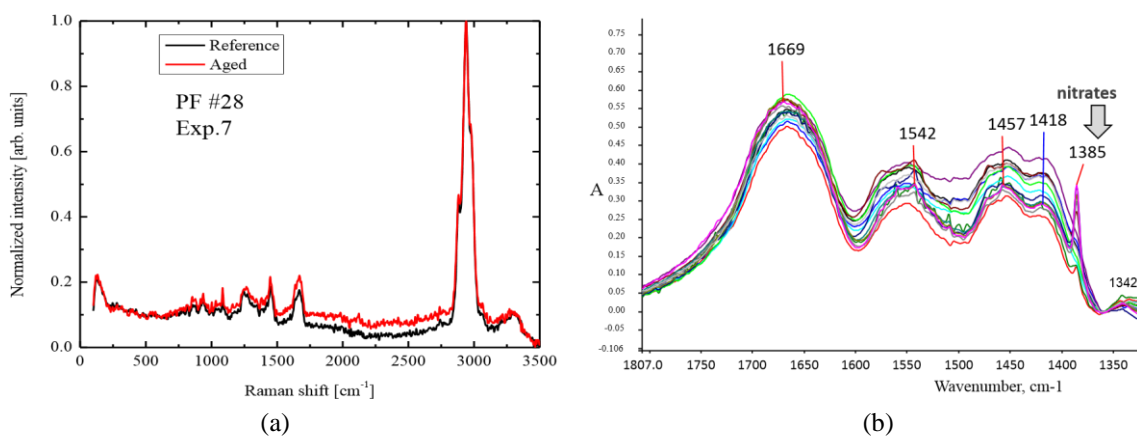 Normalized intensity [arb. units]
1.0
0.8
0.6
0.4
0.2
0.0
Reference
Aged
PF #28
Exp.7
0 500 1000 1500 2000 2500 3000 3500
Raman shift [cm-1]
(a)
A
0.75
0.70
0.65
0.60
0.55
0.50
0.45
0.40
0.35
0.30
0.25
0.20
0.15
0.10
0.05
0.00
-0.05
-0.106
1669
1542
1457
1418
nitrates
1385
1342
1807.0 1750 1700 1650 1600 1550 1500 1450 1400 1350
Wavenumber, cm-1
(b)